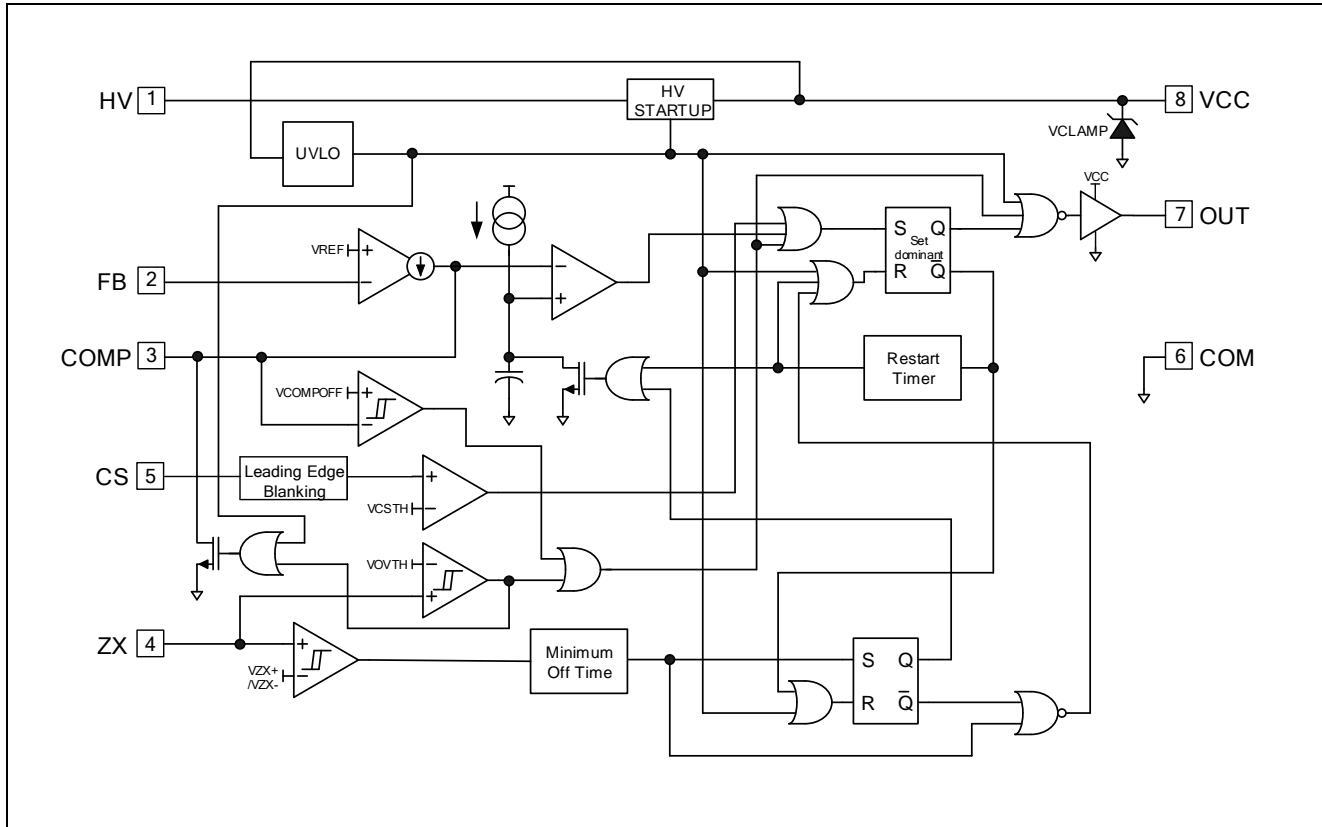 HV 1
HV
STARTUP
8 VCC
VCLAMP
UVLO
VCC
7 OUT
S Q
Set
dominant
R Q̅
VREF + −
FB 2
− +
COMP 3
Restart
Timer
6 COM
VCOMPOFF + −
CS 5
Leading Edge
Blanking
+
VCSTH −
VOVTH − +
ZX 4
+
VZX+
/VZX- −
Minimum
Off Time
S Q
R Q̅